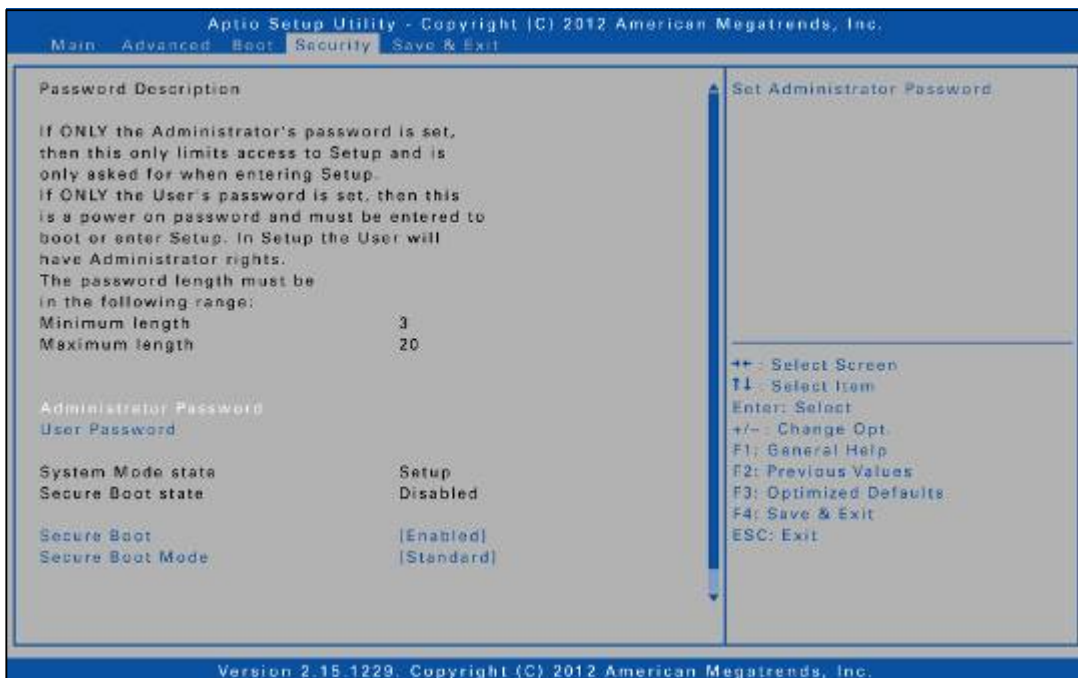 Aptio Setup Utility - Copyright (C) 2012 American Megatrends, Inc.
Main Advanced Boot Security Save & Exit
Password Description
If ONLY the Administrator's password is set,
then this only limits access to Setup and is
only asked for when entering Setup.
If ONLY the User's password is set, then this
is a power on password and must be entered to
boot or enter Setup. In Setup the User will
have Administrator rights.
The password length must be
in the following range:
Minimum length 3
Maximum length 20
Administrator Password
User Password
System Mode state Setup
Secure Boot state Disabled
Secure Boot [Enabled]
Secure Boot Mode [Standard]
Set Administrator Password
→←: Select Screen
↑↓: Select Item
Enter: Select
+/-: Change Opt.
F1: General Help
F2: Previous Values
F3: Optimized Defaults
F4: Save & Exit
ESC: Exit
Version 2.15.1229. Copyright (C) 2012 American Megatrends, Inc.